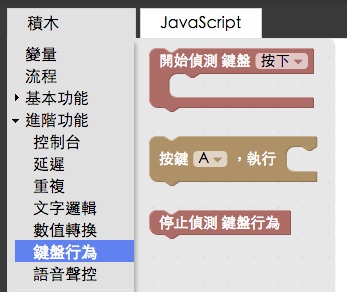 積木
JavaScript
變量
流程
基本功能
進階功能
控制台
延遲
重複
文字邏輯
數值轉換
鍵盤行為
語音聲控
開始偵測 鍵盤 按下
按鍵 A ，執行
停止偵測 鍵盤行為